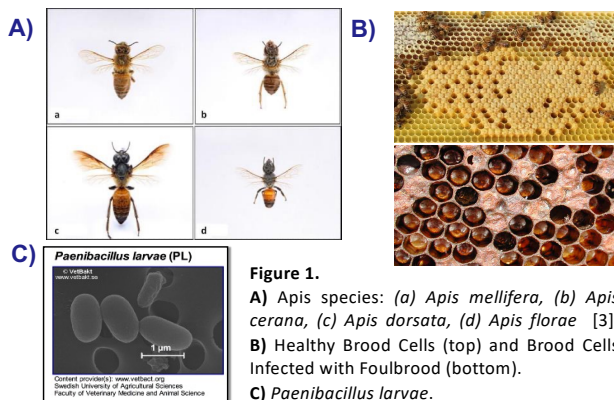 A)
B)
a
b
c
d
C)
Paenibacillus larvae (PL)
© VetBakt
www.vetbakt.se
1 µm
Content provider(s): www.vetbact.org
Swedish University of Agricultural Sciences
Faculty of Veterinary Medicine and Animal Science
Figure 1.
A) Apis species: (a) Apis mellifera, (b) Apis
cerana, (c) Apis dorsata, (d) Apis florae [3]
B) Healthy Brood Cells (top) and Brood Cells
Infected with Foulbrood (bottom).
C) Paenibacillus larvae.